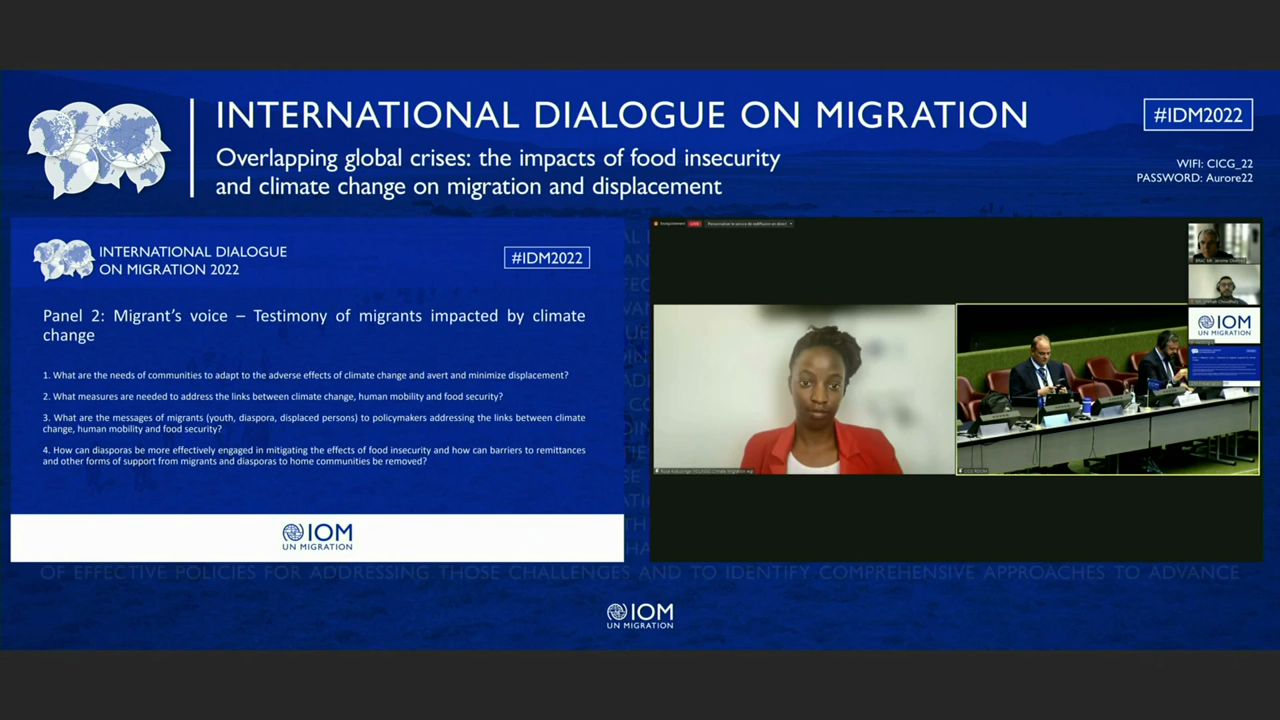 INTERNATIONAL DIALOGUE ON MIGRATION
Overlapping global crises: the impacts of food insecurity
and climate change on migration and displacement
#IDM2022
WIFI: CICG_22
PASSWORD: Aurore22
INTERNATIONAL DIALOGUE
ON MIGRATION 2022
#IDM2022
Panel 2: Migrant's voice – Testimony of migrants impacted by climate
change
1. What are the needs of communities to adapt to the adverse effects of climate change and avert and minimize displacement?
2. What measures are needed to address the links between climate change, human mobility and food security?
3. What are the messages of migrants (youth, diaspora, displaced persons) to policymakers addressing the links between climate
change, human mobility and food security?
4. How can diasporas be more effectively engaged in mitigating the effects of food insecurity and how can barriers to remittances
and other forms of support from migrants and diasporas to home communities be removed?
IOM
UN MIGRATION
LIVE
IOM
UN MIGRATION
OF EFFECTIVE POLICIES FOR ADDRESSING THOSE CHALLENGES AND TO IDENTIFY COMPREHENSIVE APPROACHES TO ADVANCE
IOM
UN MIGRATION